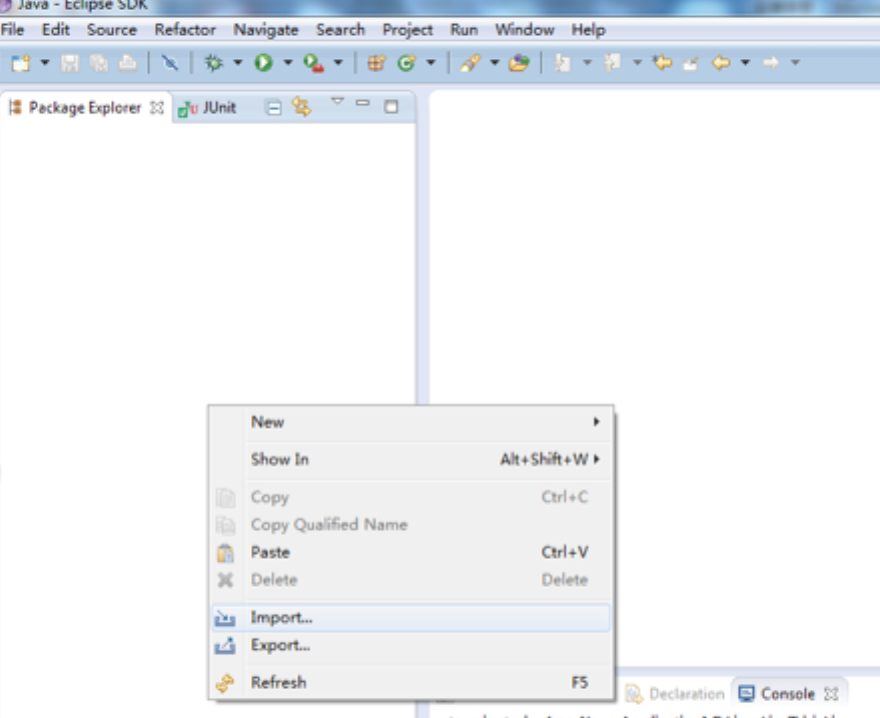 Java - Eclipse SDK
File Edit Source Refactor Navigate Search Project Run Window Help
Package Explorer JUnit
New
Show In Alt+Shift+W
Copy Ctrl+C
Copy Qualified Name
Paste Ctrl+V
Delete Delete
Import...
Export...
Refresh F5
Declaration Console